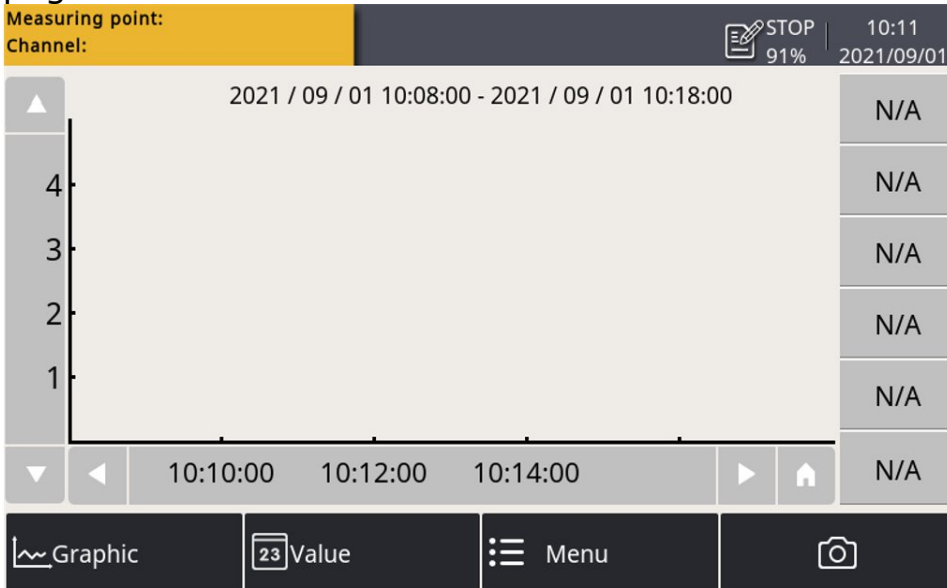 Measuring point:
Channel:
STOP
91%
10:11
2021/09/01
2021 / 09 / 01 10:08:00 - 2021 / 09 / 01 10:18:00
N/A
N/A
N/A
N/A
N/A
N/A
4
3
2
1
10:10:00 10:12:00 10:14:00
Graphic
23 Value
Menu